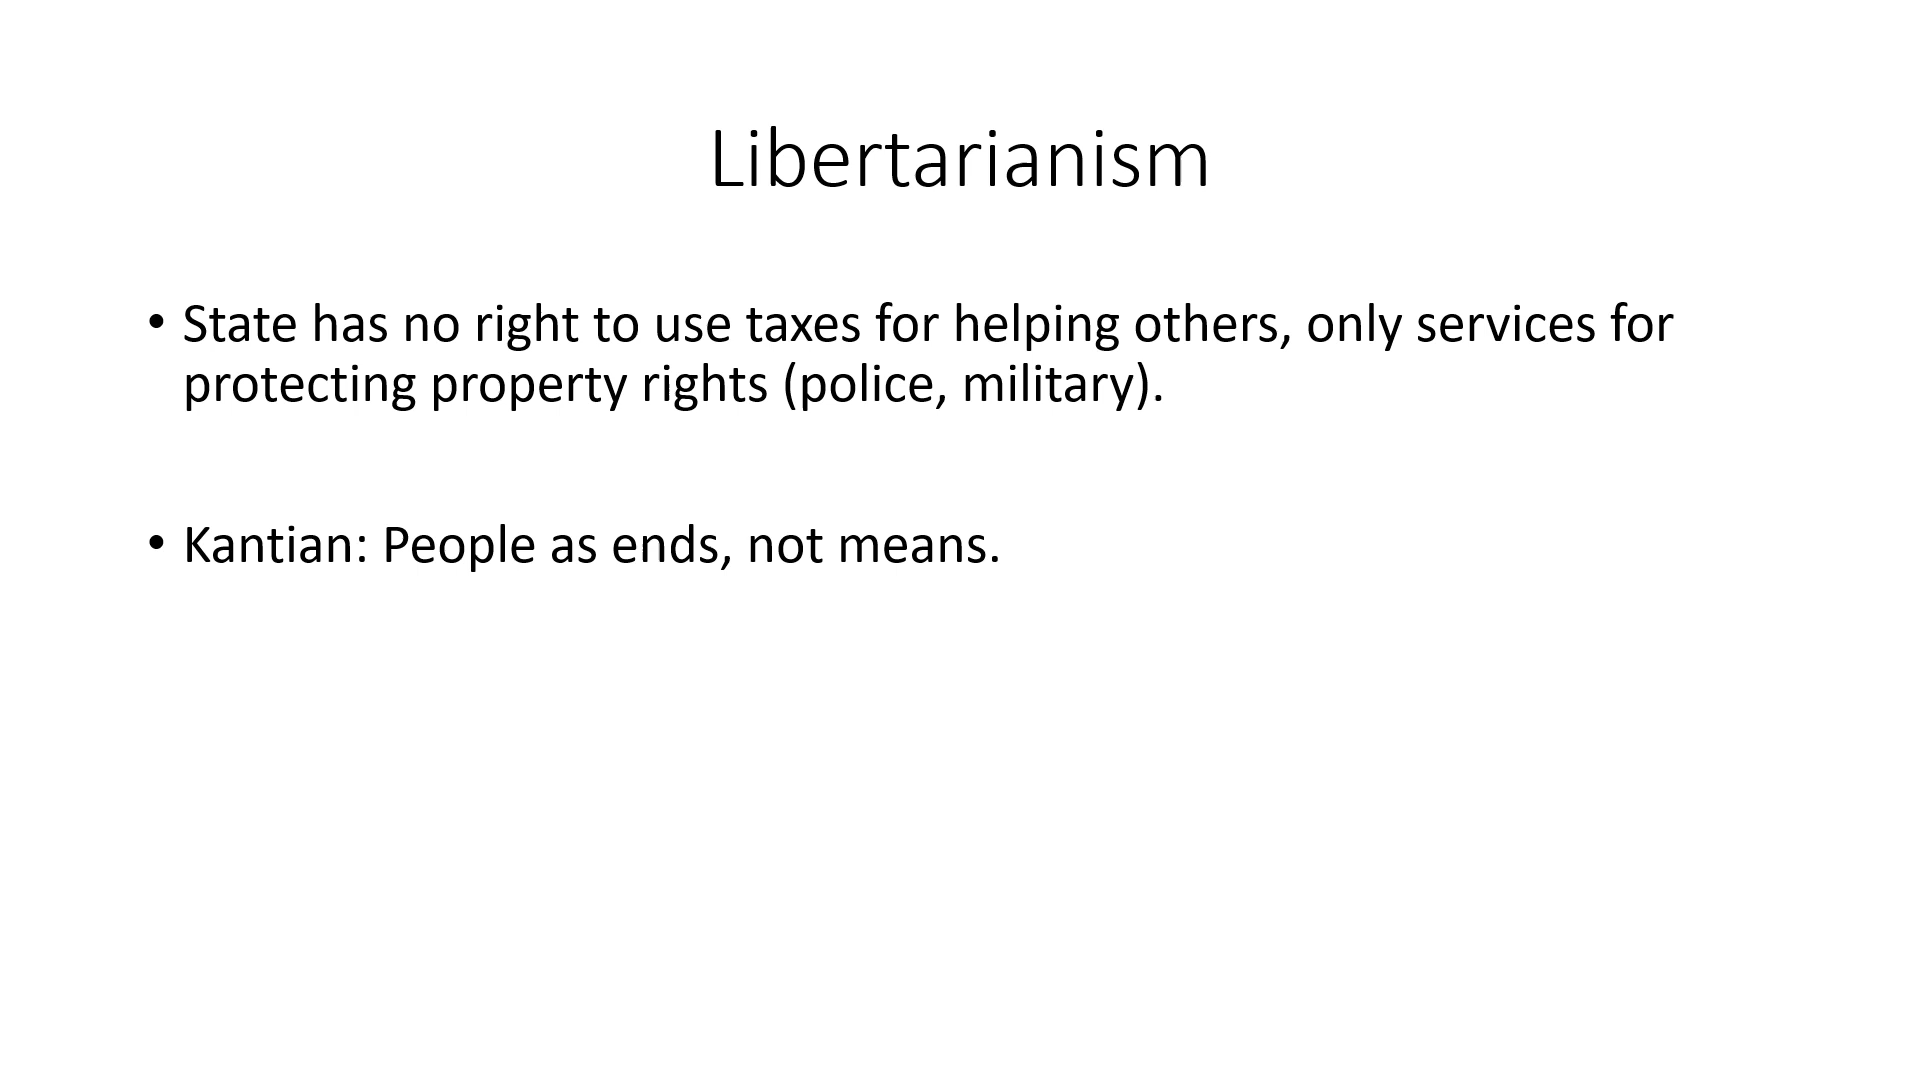 Libertarianism
• State has no right to use taxes for helping others, only services for
protecting property rights (police, military).
• Kantian: People as ends, not means.